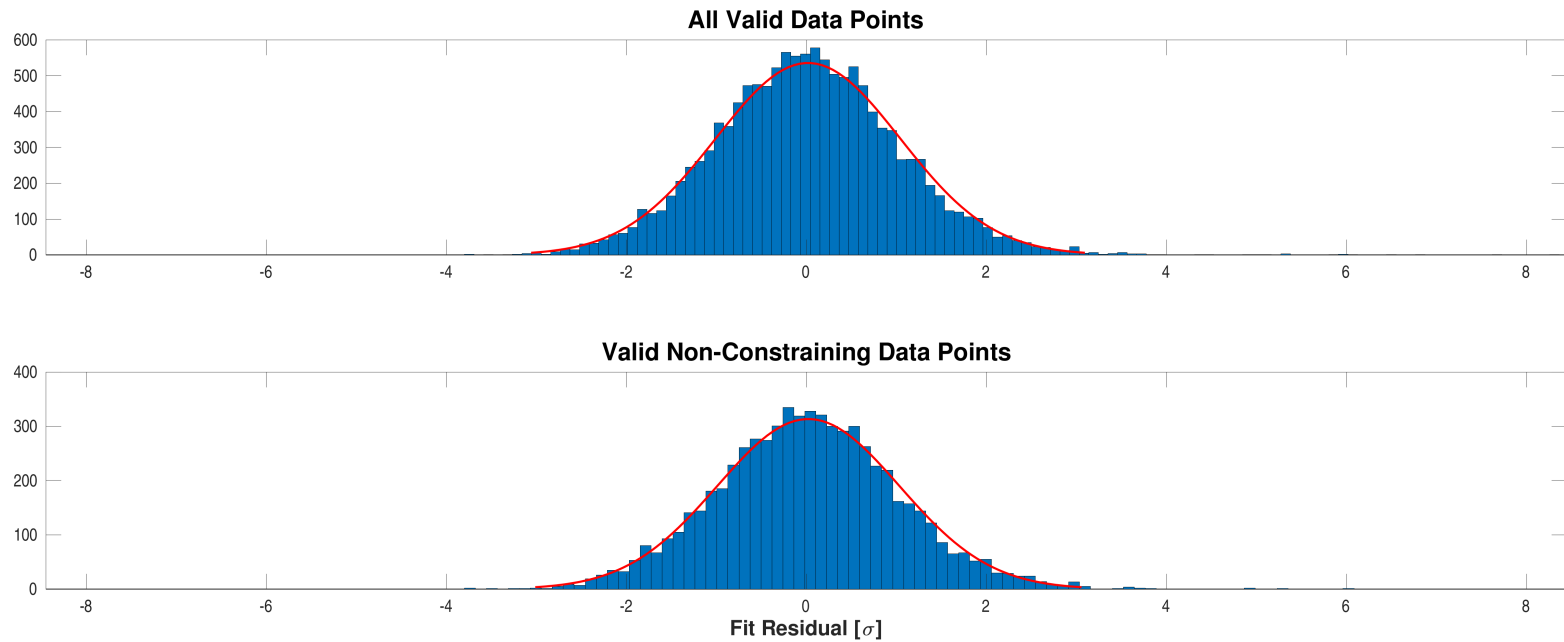 All Valid Data Points
600
500
400
300
200
100
0
-8 -6 -4 -2 0 2 4 6 8
Valid Non-Constraining Data Points
400
300
200
100
0
-8 -6 -4 -2 0 2 4 6 8
Fit Residual [σ]